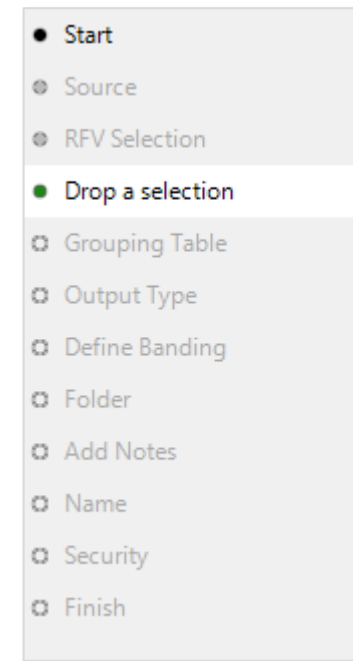 Start
Source
RFV Selection
Drop a selection
Grouping Table
Output Type
Define Banding
Folder
Add Notes
Name
Security
Finish